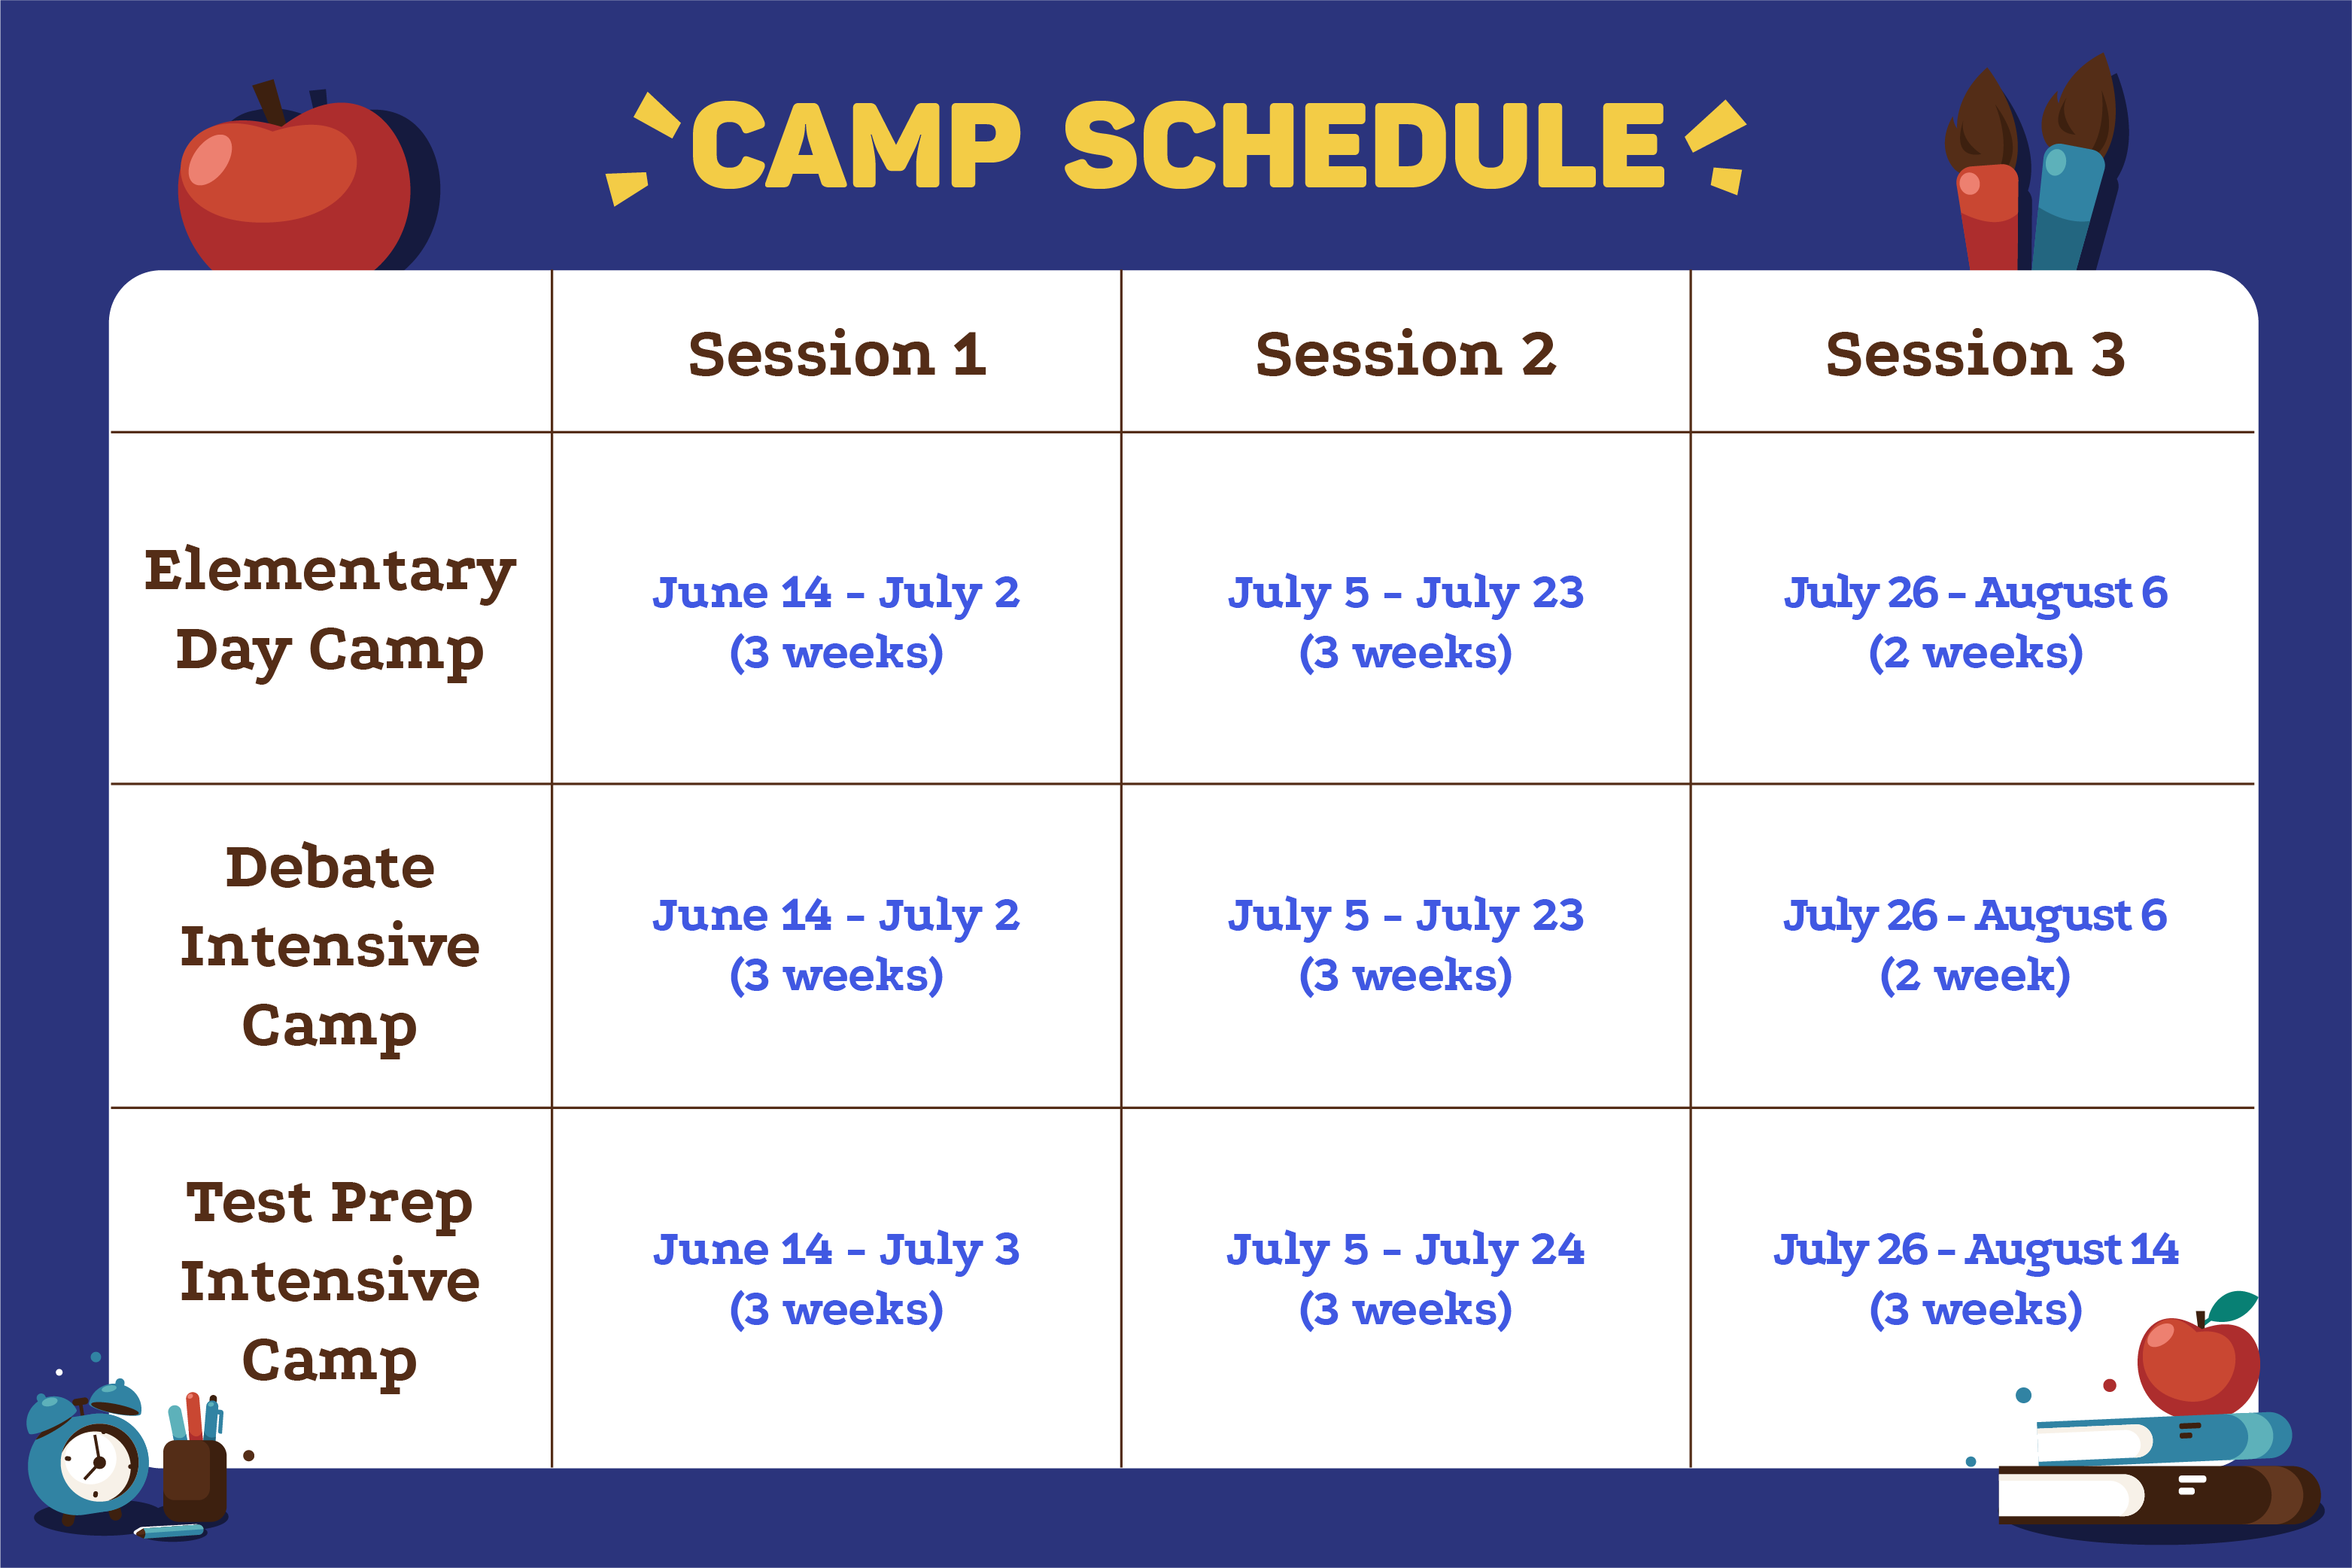 CAMP SCHEDULE
Session 1
Session 2
Session 3
Elementary
Day Camp
June 14 - July 2
(3 weeks)
July 5 - July 23
(3 weeks)
July 26 - August 6
(2 weeks)
Debate
Intensive
Camp
June 14 - July 2
(3 weeks)
July 5 - July 23
(3 weeks)
July 26 - August 6
(2 week)
Test Prep
Intensive
Camp
June 14 - July 3
(3 weeks)
July 5 - July 24
(3 weeks)
July 26 - August 14
(3 weeks)